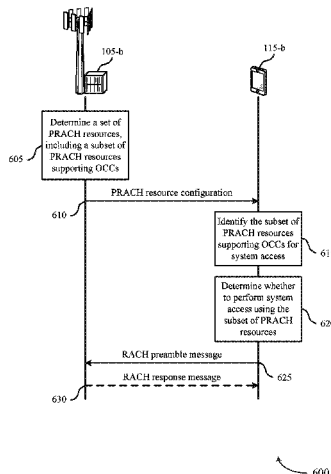 105-b
115-b
Determine a set of
PRACH resources,
including a subset of
PRACH resources
supporting OCCs
605
PRACH resource configuration
610
Identify the subset of
PRACH resources
supporting OCCs for
system access
61
Determine whether
to perform system
access using the
subset of PRACH
resources
620
RACH preamble message
625
RACH response message
630
600